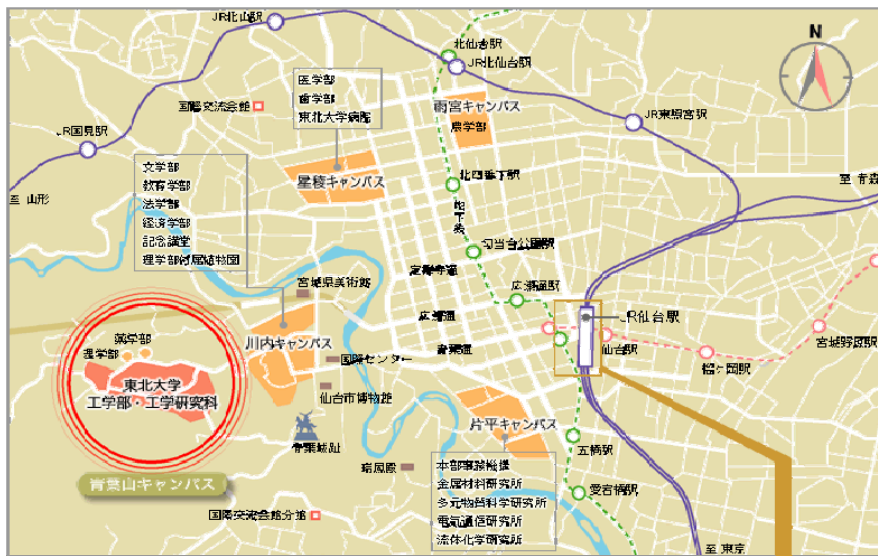 JR北山駅
北仙台駅
JR北仙台駅
N
医学部
歯学部
東北大学病院
国際交流会館
雨宮キャンパス
農学部
JR東照宮駅
JR国見駅
文学部
教育学部
法学部
経済学部
記念講堂
理学部附属植物園
星稜キャンパス
北四番丁駅
至 青森
至 山形
地下鉄
勾当台公園駅
定禅寺通
宮城県美術館
広瀬通駅
広瀬通
JR仙台駅
青葉通
仙台駅
宮城野原駅
榴ヶ岡駅
薬学部
理学部
川内キャンパス
国際センター
東北大学
工学部・工学研究科
仙台市博物館
青葉城址
片平キャンパス
五橋駅
瑞鳳殿
本部事務機構
金属材料研究所
多元物質科学研究所
電気通信研究所
流体化学研究所
愛宕橋駅
青葉山キャンパス
国際交流会館分館
至 東京